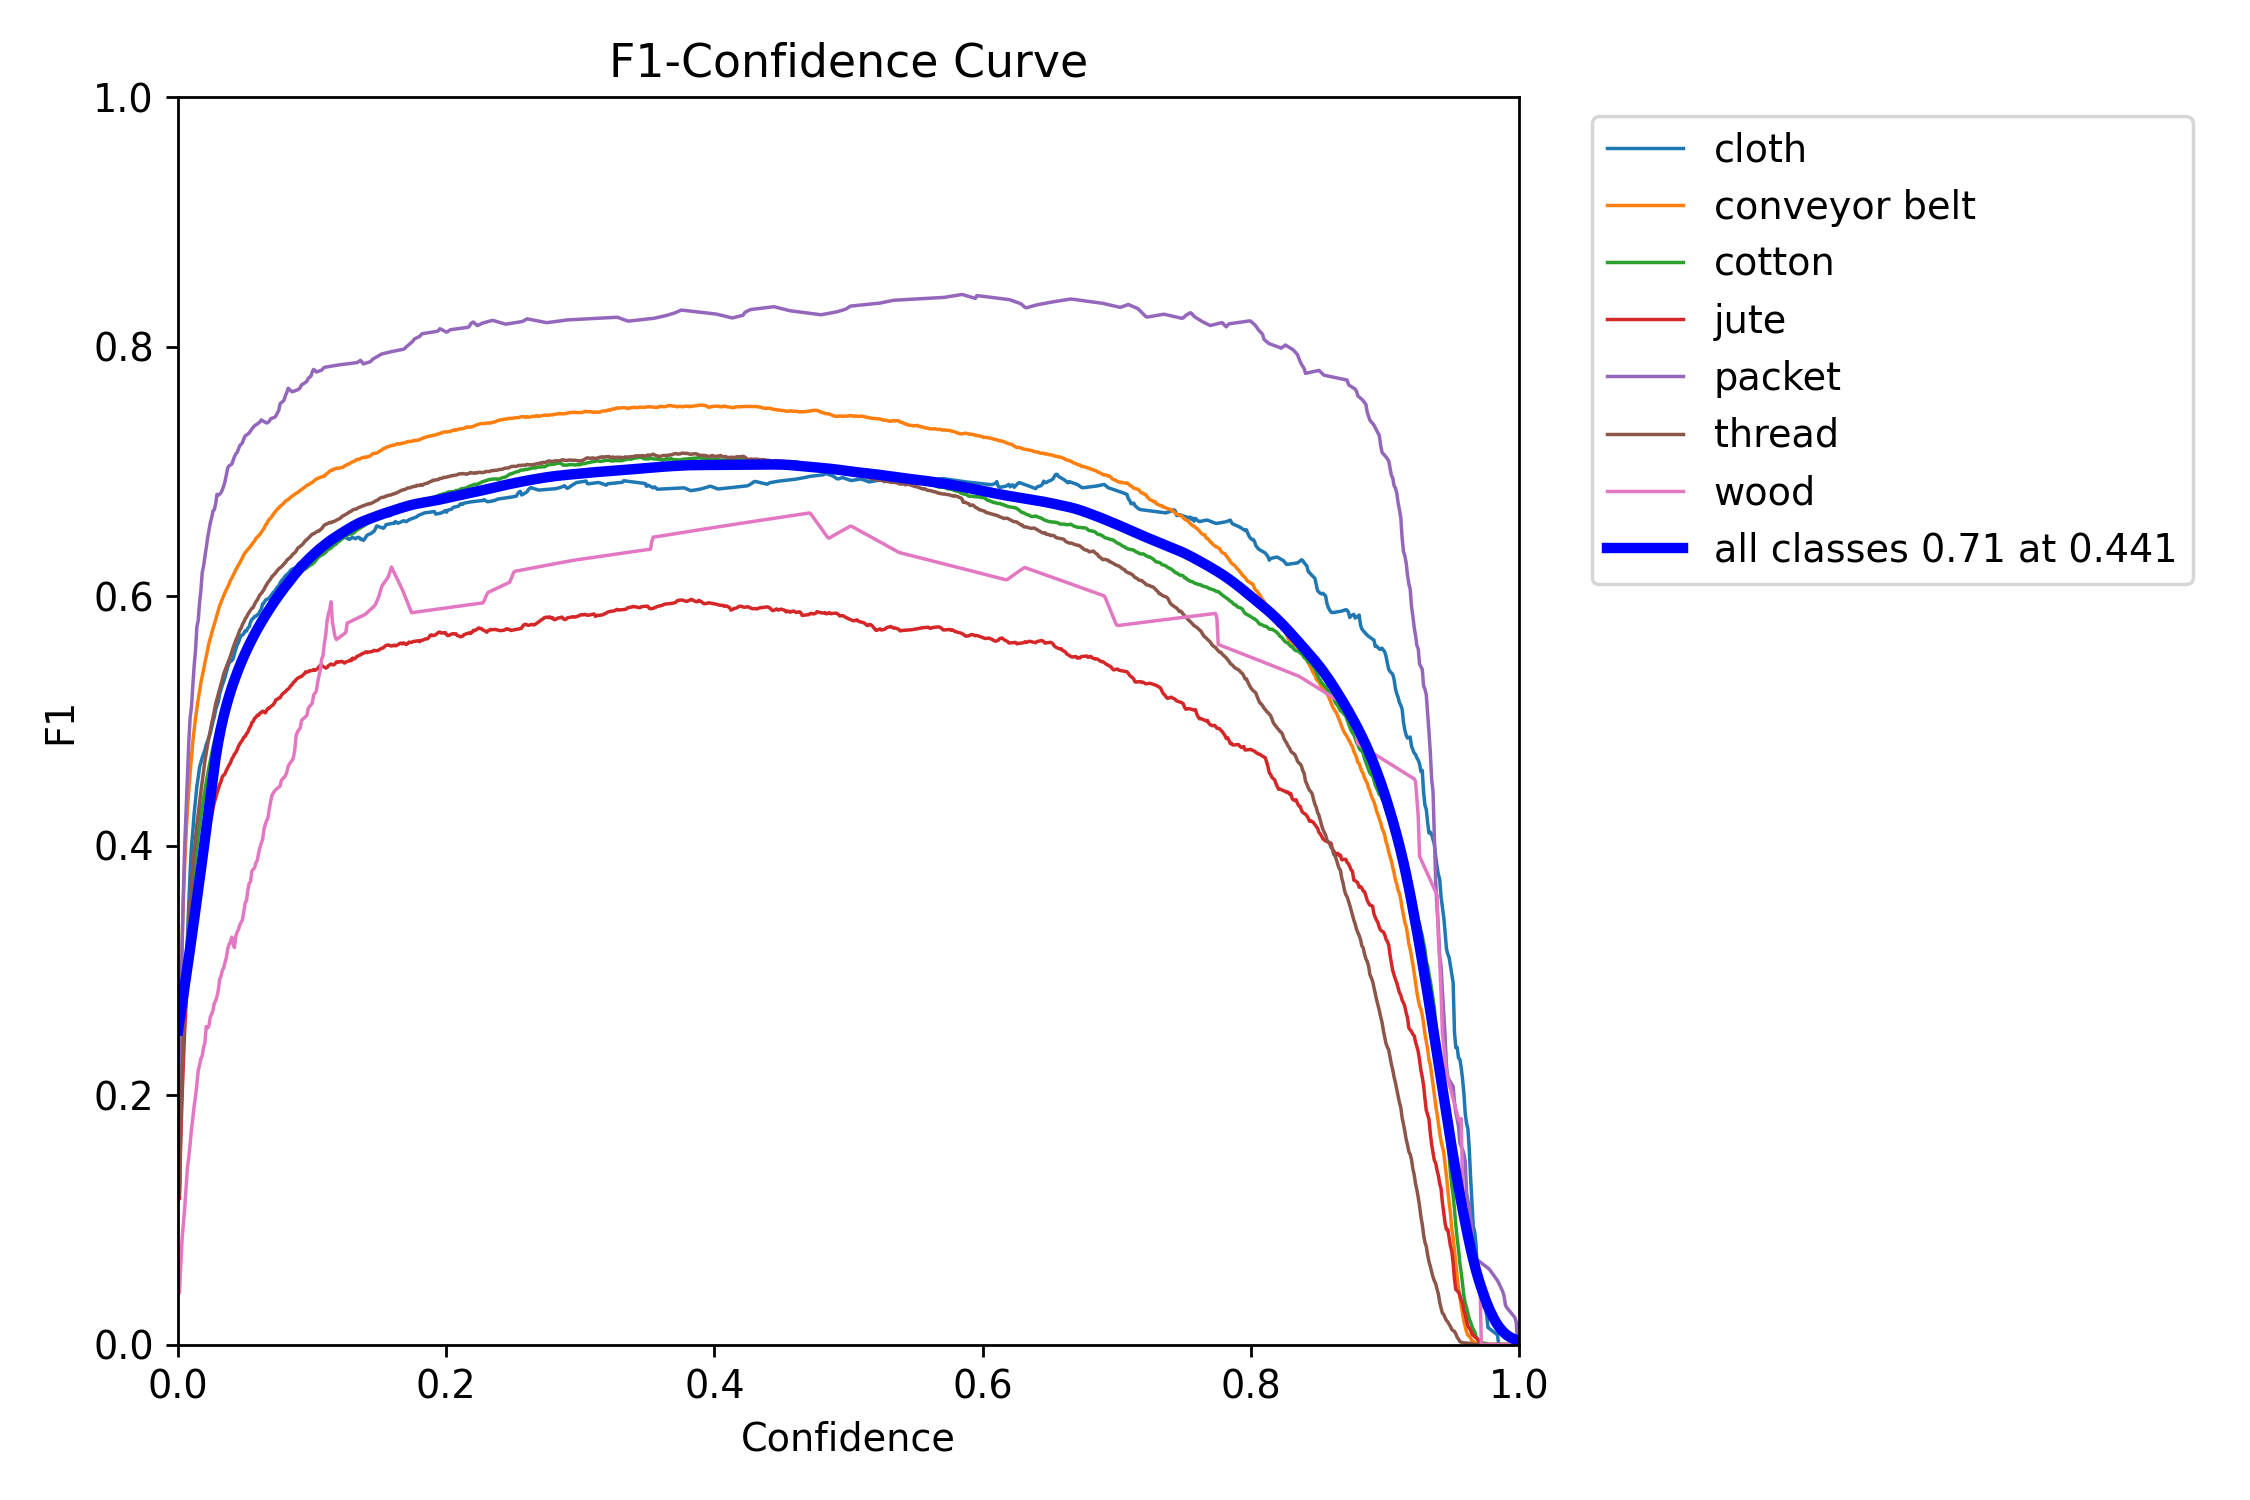 F1-Confidence Curve
1.0
0.8
0.6
0.4
0.2
0.0
F1
0.0 0.2 0.4 0.6 0.8 1.0
Confidence
cloth
conveyor belt
cotton
jute
packet
thread
wood
all classes 0.71 at 0.441